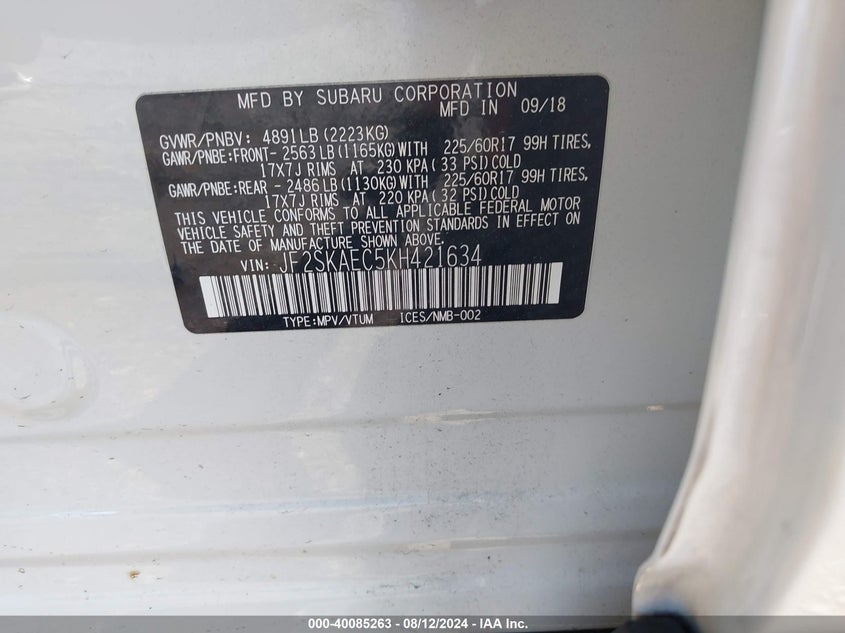 MFD BY SUBARU CORPORATION
MFD IN 09/18
GVWR/PNBV: 4891LB(2223KG)
GAWR/PNBE:FRONT- 2563LB(1165KG)WITH 225/60R17 99H TIRES,
17X7J RIMS AT 230 KPA(33 PSI)COLD
GAWR/PNBE:REAR - 2486LB(1130KG)WITH 225/60R17 99H TIRES,
17X7J RIMS AT 220 KPA(32 PSI)COLD
THIS VEHICLE CONFORMS TO ALL APPLICABLE FEDERAL MOTOR
VEHICLE SAFETY AND THEFT PREVENTION STANDARDS IN EFFECT ON
THE DATE OF MANUFACTURE SHOWN ABOVE.
VIN: JF2SKAEC5KH421634
TYPE:MPV/VTUM ICES/NMB-002
000-40085263 - 08/12/2024 - IAA Inc.